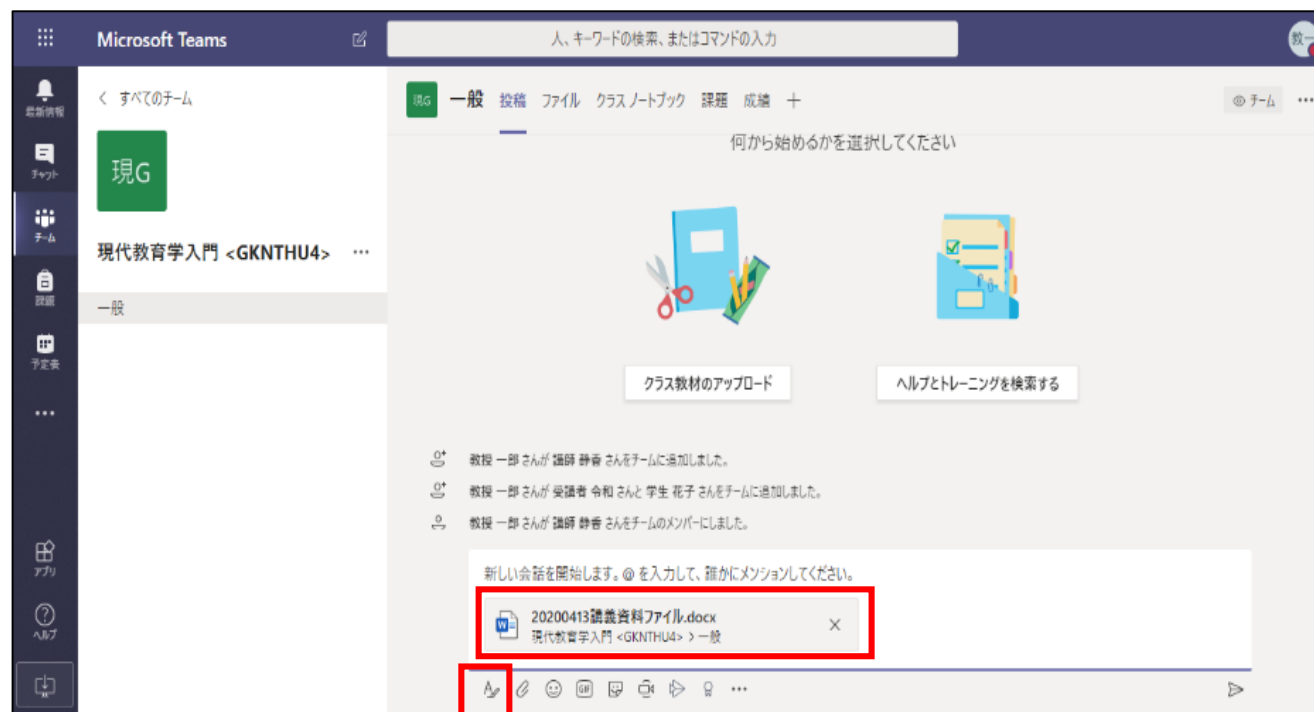 Microsoft Teams
人、キーワードの検索、またはコマンドの入力
教一
最新情報
チャット
チーム
課題
予定表
アプリ
ヘルプ
< すべてのチーム
現G
現代教育学入門 <GKNTHU4> ...
一般
現G 一般 投稿 ファイル クラス ノートブック 課題 成績 +
チーム ...
何から始めるかを選択してください
クラス教材のアップロード
ヘルプとトレーニングを検索する
教授 一郎 さんが 講師 静香 さんをチームに追加しました。
教授 一郎 さんが 受講者 令和 さんと 学生 花子 さんをチームに追加しました。
教授 一郎 さんが 講師 静香 さんをチームのメンバーにしました。
新しい会話を開始します。@ を入力して、誰かにメンションしてください。
20200413講義資料ファイル.docx
現代教育学入門 <GKNTHU4> > 一般
GIF